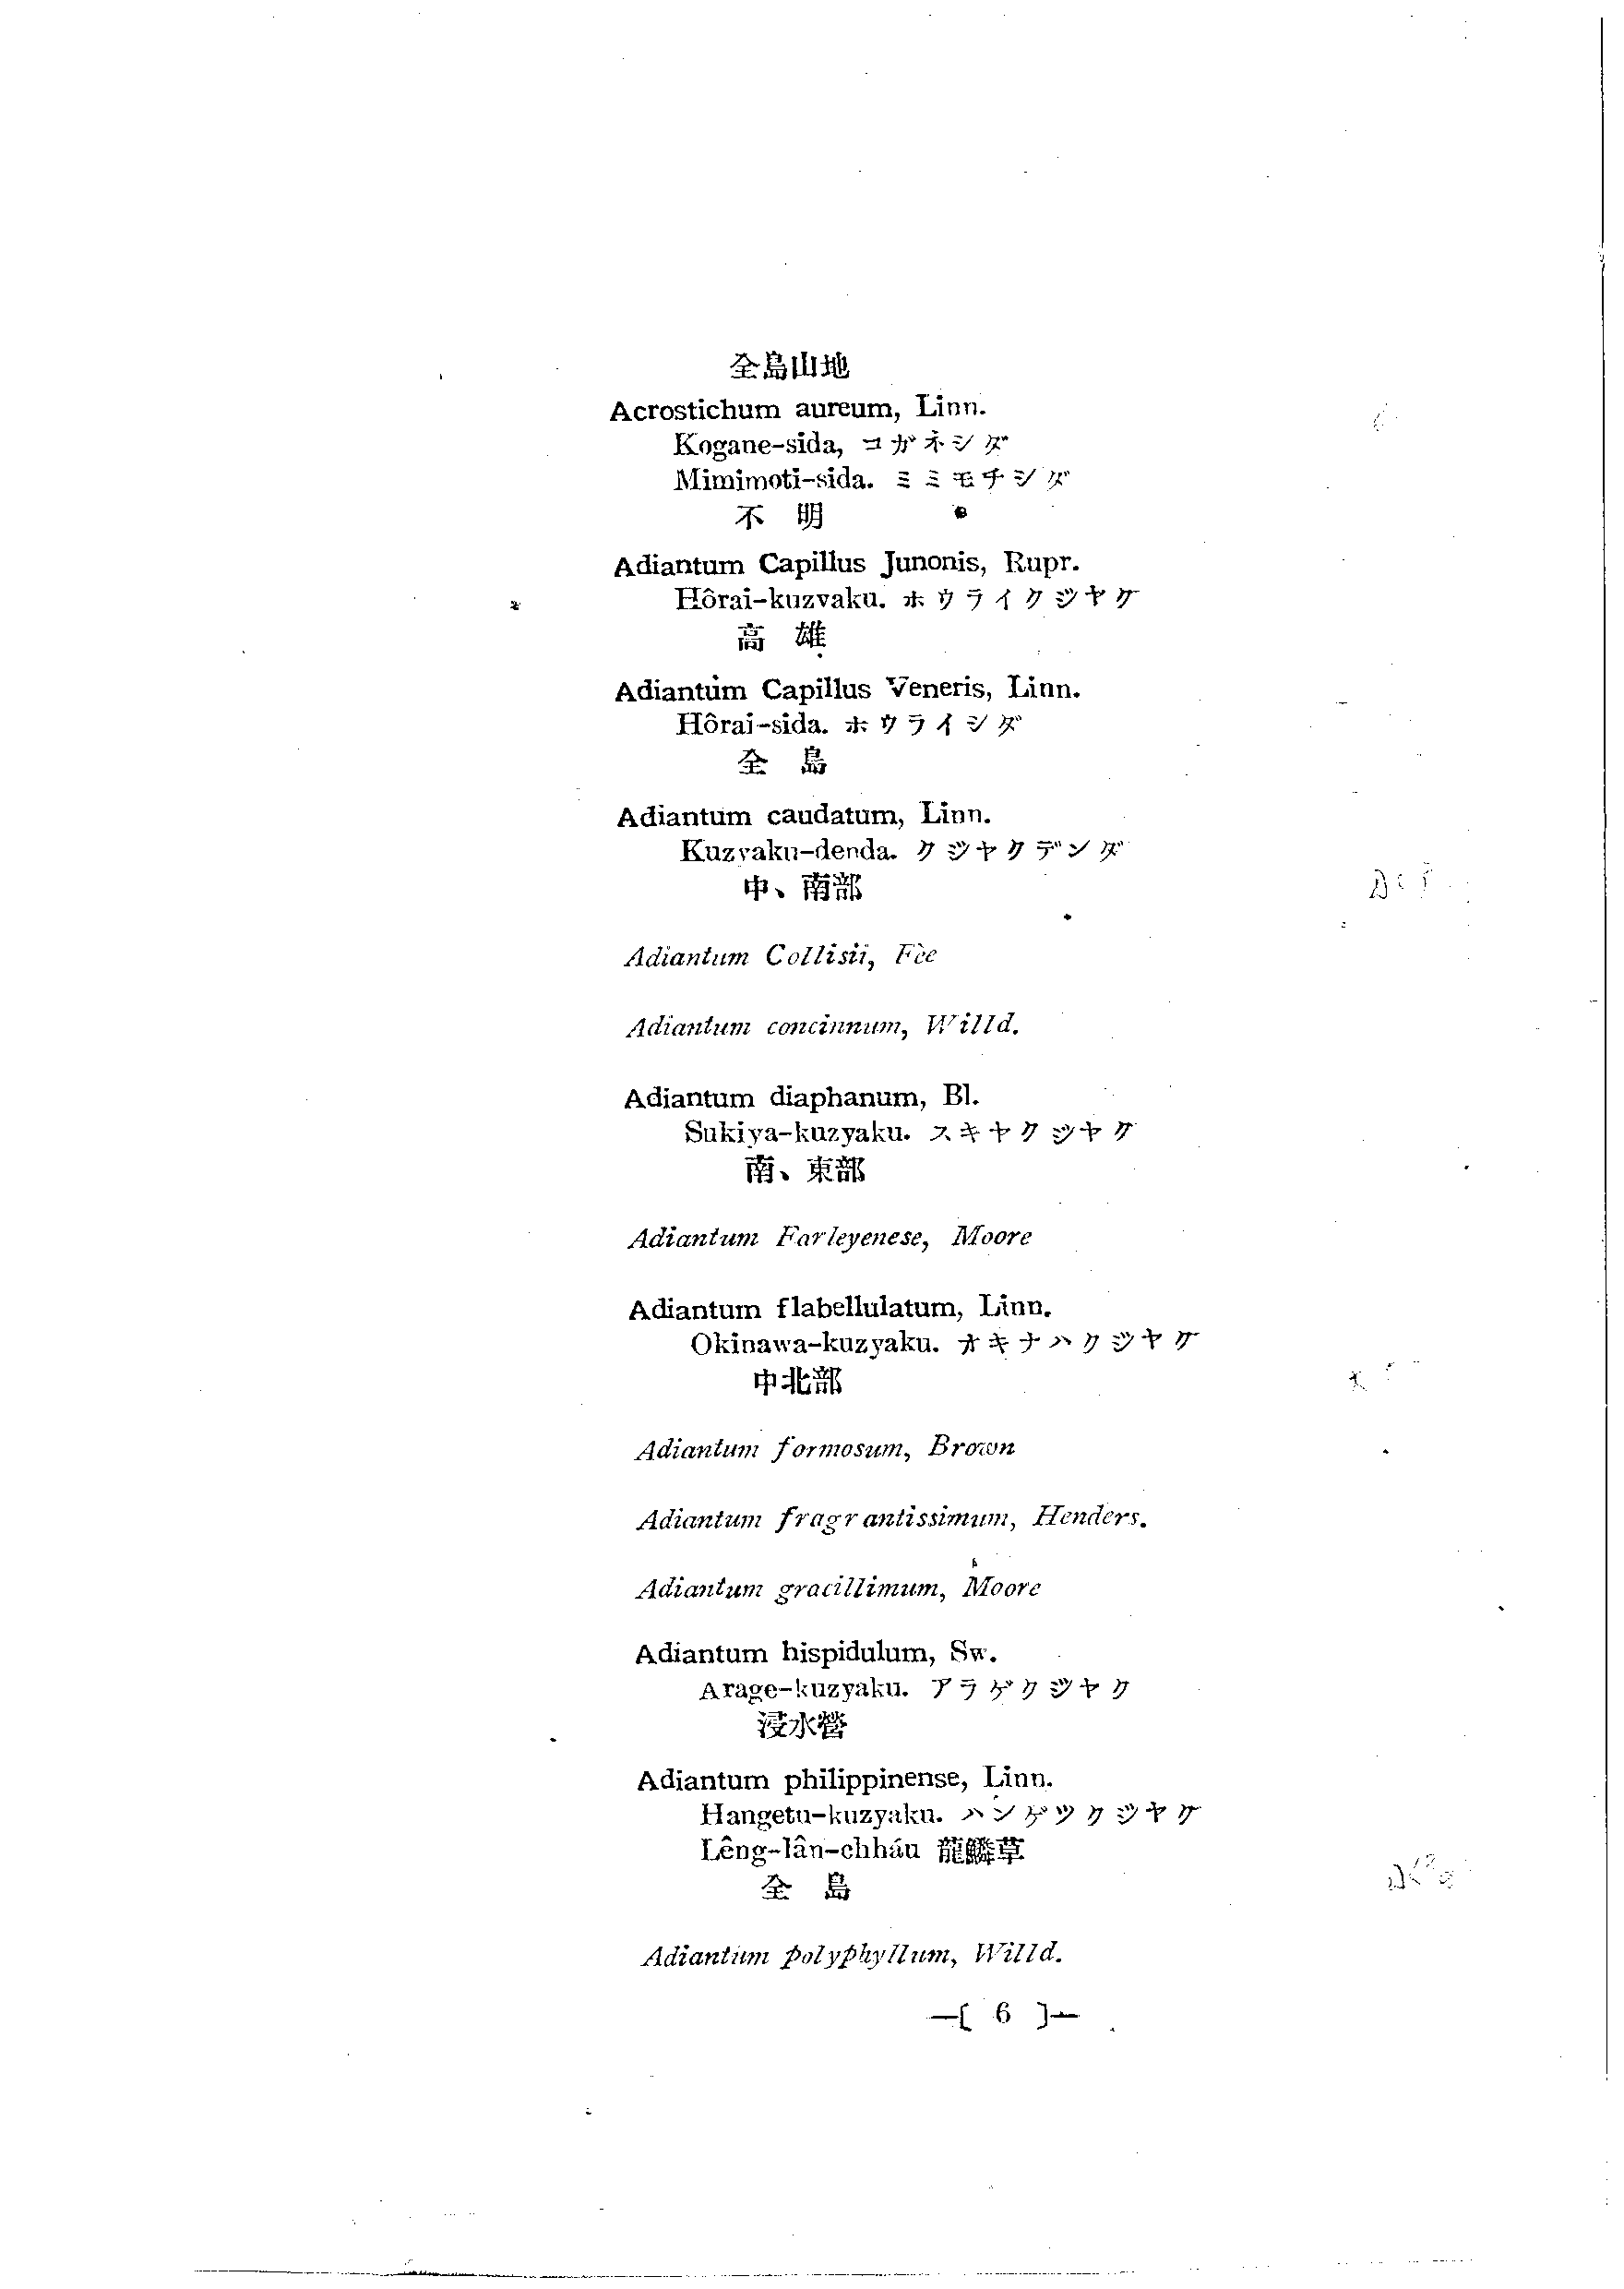 全島山地
Acrostichum aureum, Linn.
Kogane-sida, コガネシダ
Mimimoti-sida. ミミモチシダ
不 明
Adiantum Capillus Junonis, Rupr.
Hôrai-kuzyaku. ホウライクジヤク
高 雄
Adiantum Capillus Veneris, Linn.
Hôrai-sida. ホウライシダ
全 島
Adiantum caudatum, Linn.
Kuzyaku-denda. クジヤクデンダ
中、南部
Adiantum Collisii, Fèe
Adiantum concinnum, Willd.
Adiantum diaphanum, Bl.
Sukiya-kuzyaku. スキヤクジヤク
南、東部
Adiantum Farleyenese, Moore
Adiantum flabellulatum, Linn.
Okinawa-kuzyaku. オキナハクジヤク
中北部
Adiantum formosum, Brown
Adiantum fragrantissimum, Henders.
Adiantum gracillimum, Moore
Adiantum hispidulum, Sw.
Arage-kuzyaku. アラゲクジヤク
浸水營
Adiantum philippinense, Linn.
Hangetu-kuzyaku. ハンゲツクジヤク
Lêng-lân-chháu 龍鱗草
全 島
Adiantum polyphyllum, Willd.
—[ 6 ]—